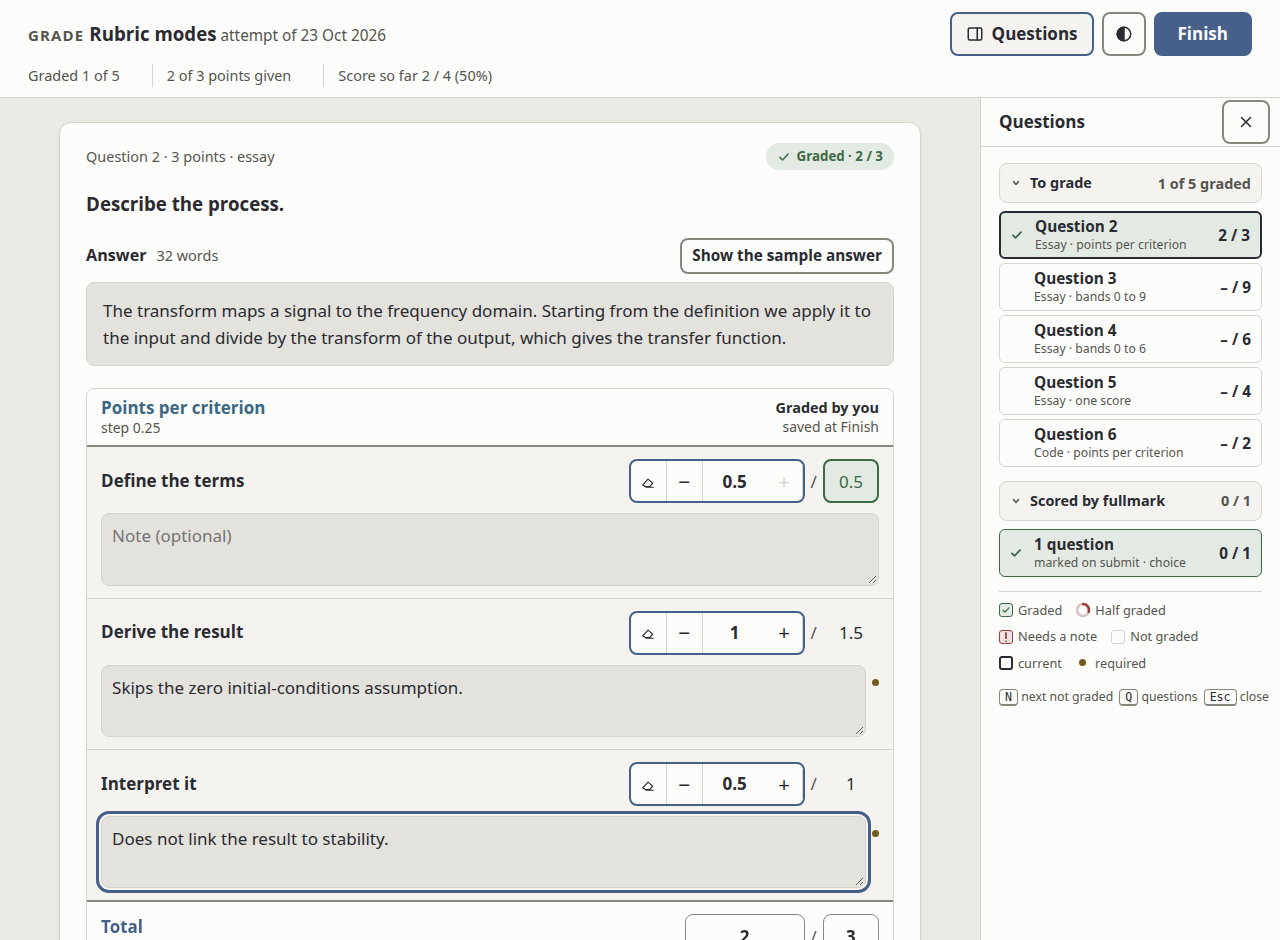 GRADE Rubric modes attempt of 23 Oct 2026
Questions
Finish
Graded 1 of 5
2 of 3 points given
Score so far 2 / 4 (50%)
Question 2 · 3 points · essay
Graded · 2 / 3
Describe the process.
Answer 32 words
Show the sample answer
The transform maps a signal to the frequency domain. Starting from the definition we apply it to
the input and divide by the transform of the output, which gives the transfer function.
Points per criterion
step 0.25
Graded by you
saved at Finish
Define the terms
− 0.5 + / 0.5
Note (optional)
Derive the result
− 1 + / 1.5
Skips the zero initial-conditions assumption.
Interpret it
− 0.5 + / 1
Does not link the result to stability.
Total
2 / 3
Questions
To grade
1 of 5 graded
Question 2
Essay · points per criterion
2 / 3
Question 3
Essay · bands 0 to 9
– / 9
Question 4
Essay · bands 0 to 6
– / 6
Question 5
Essay · one score
– / 4
Question 6
Code · points per criterion
– / 2
Scored by fullmark
0 / 1
1 question
marked on submit · choice
0 / 1
Graded
Half graded
! Needs a note
Not graded
current
required
N next not graded Q questions Esc close